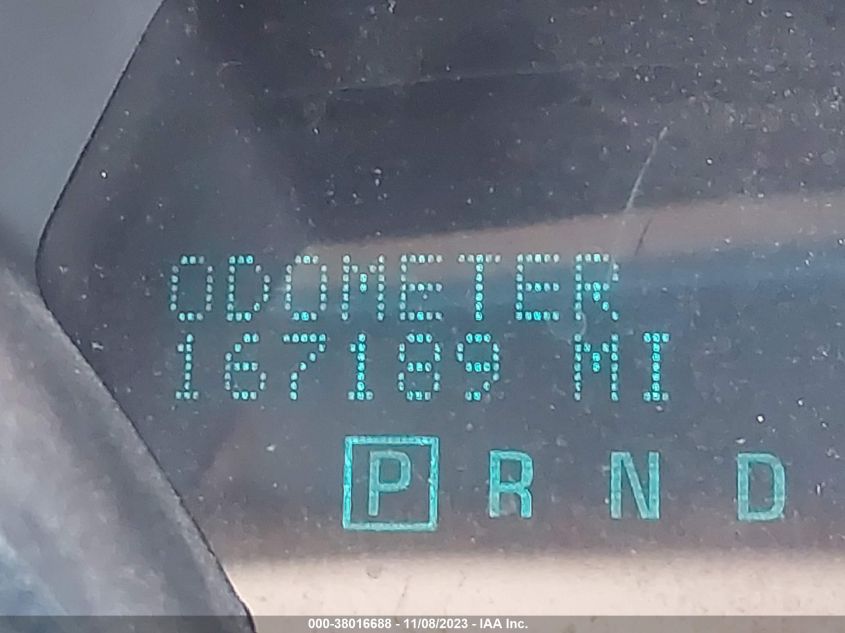 ODOMETER
167189 MI
P R N D
000-38016688 - 11/08/2023 - IAA Inc.